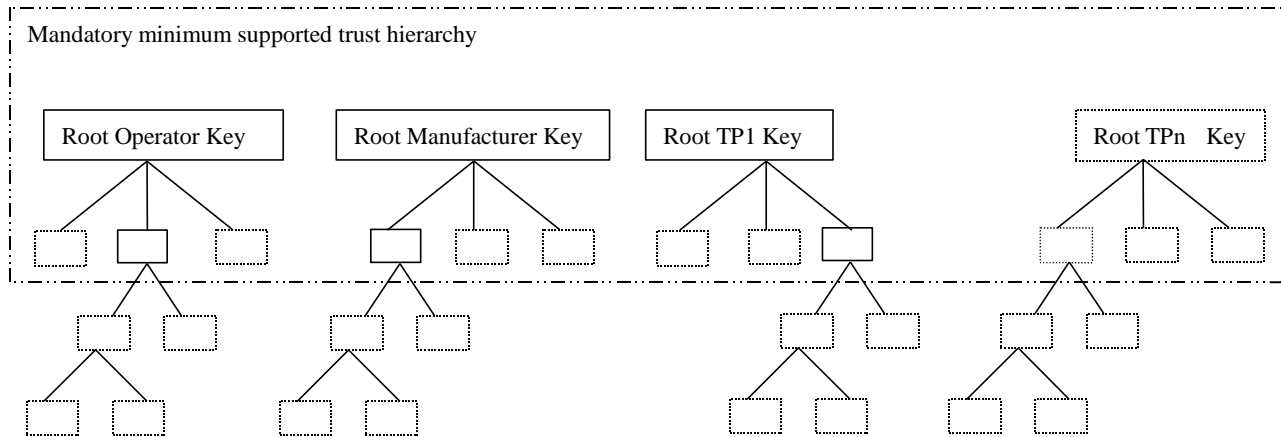 Mandatory minimum supported trust hierarchy
Root Operator Key
Root Manufacturer Key
Root TP1 Key
Root TPn Key